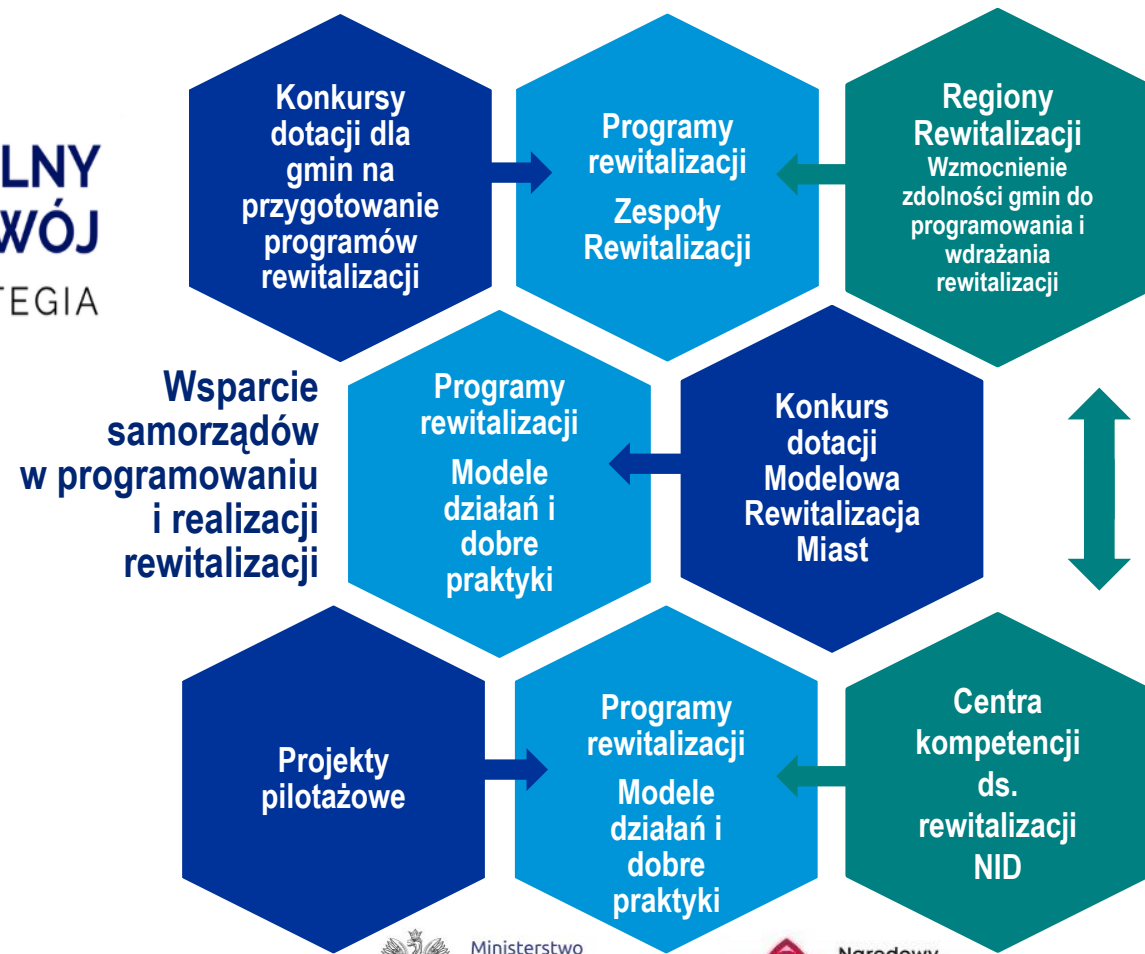 LNY
WÓJ
TEGIA
Konkursy
dotacji dla
gmin na
przygotowanie
programów
rewitalizacji
Programy
rewitalizacji
Zespoły
Rewitalizacji
Regiony
Rewitalizacji
Wzmocnienie
zdolności gmin do
programowania i
wdrażania
rewitalizacji
Wsparcie
samorządów
w programowaniu
i realizacji
rewitalizacji
Programy
rewitalizacji
Modele
działań i
dobre
praktyki
Konkurs
dotacji
Modelowa
Rewitalizacja
Miast
Projekty
pilotażowe
Programy
rewitalizacji
Modele
działań i
dobre
praktyki
Centra
kompetencji
ds.
rewitalizacji
NID
Ministerstwo
Narodowy